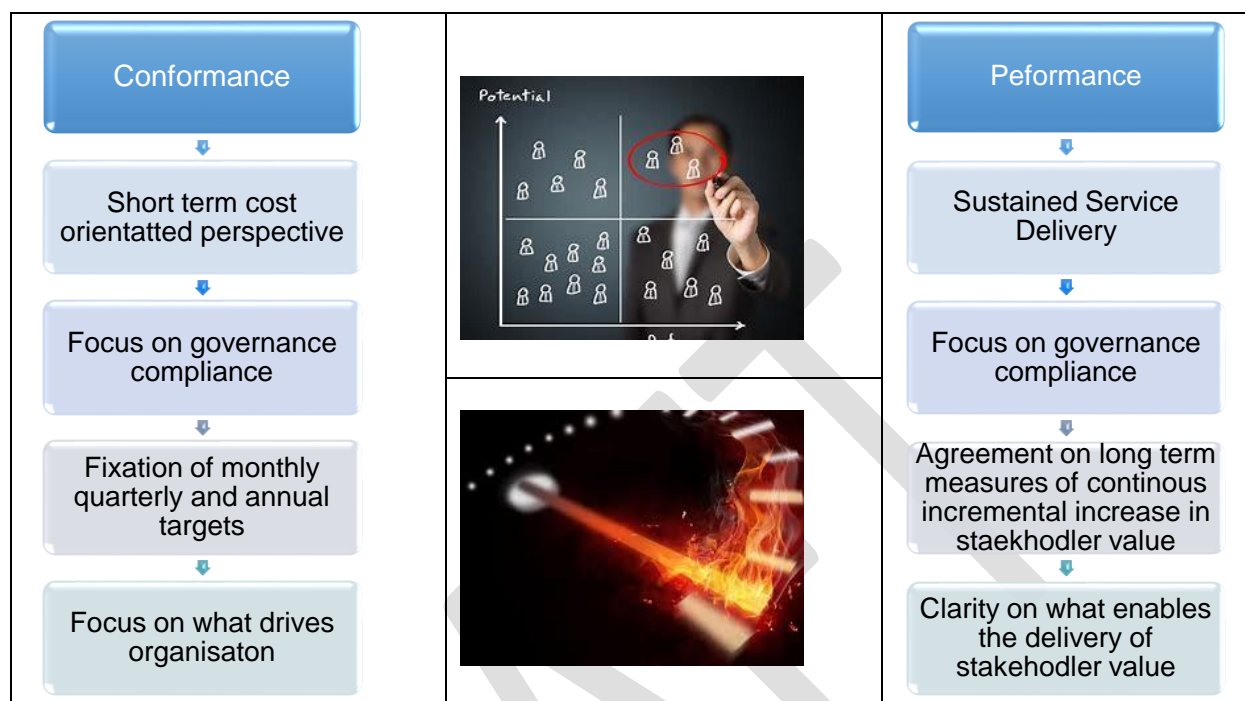 Conformance
Short term cost
orientatted perspective
Focus on governance
compliance
Fixation of monthly
quarterly and annual
targets
Focus on what drives
organisaton
Potential
Peformance
Sustained Service
Delivery
Focus on governance
compliance
Agreement on long term
measures of continous
incremental increase in
staekhodler value
Clarity on what enables
the delivery of
stakehodler value